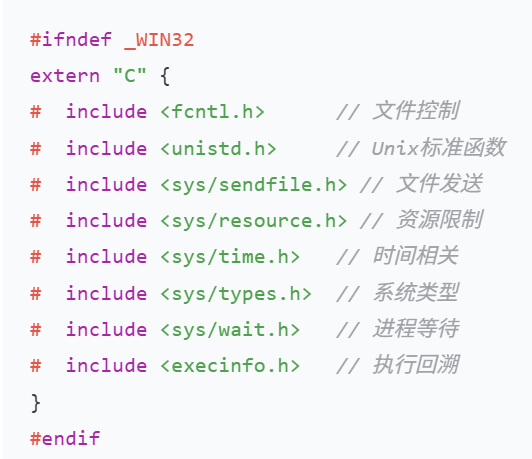 #ifndef _WIN32
extern "C" {
#  include <fcntl.h>      // 文件控制
#  include <unistd.h>     // Unix标准函数
#  include <sys/sendfile.h> // 文件发送
#  include <sys/resource.h> // 资源限制
#  include <sys/time.h>   // 时间相关
#  include <sys/types.h>  // 系统类型
#  include <sys/wait.h>   // 进程等待
#  include <execinfo.h>   // 执行回溯
}
#endif